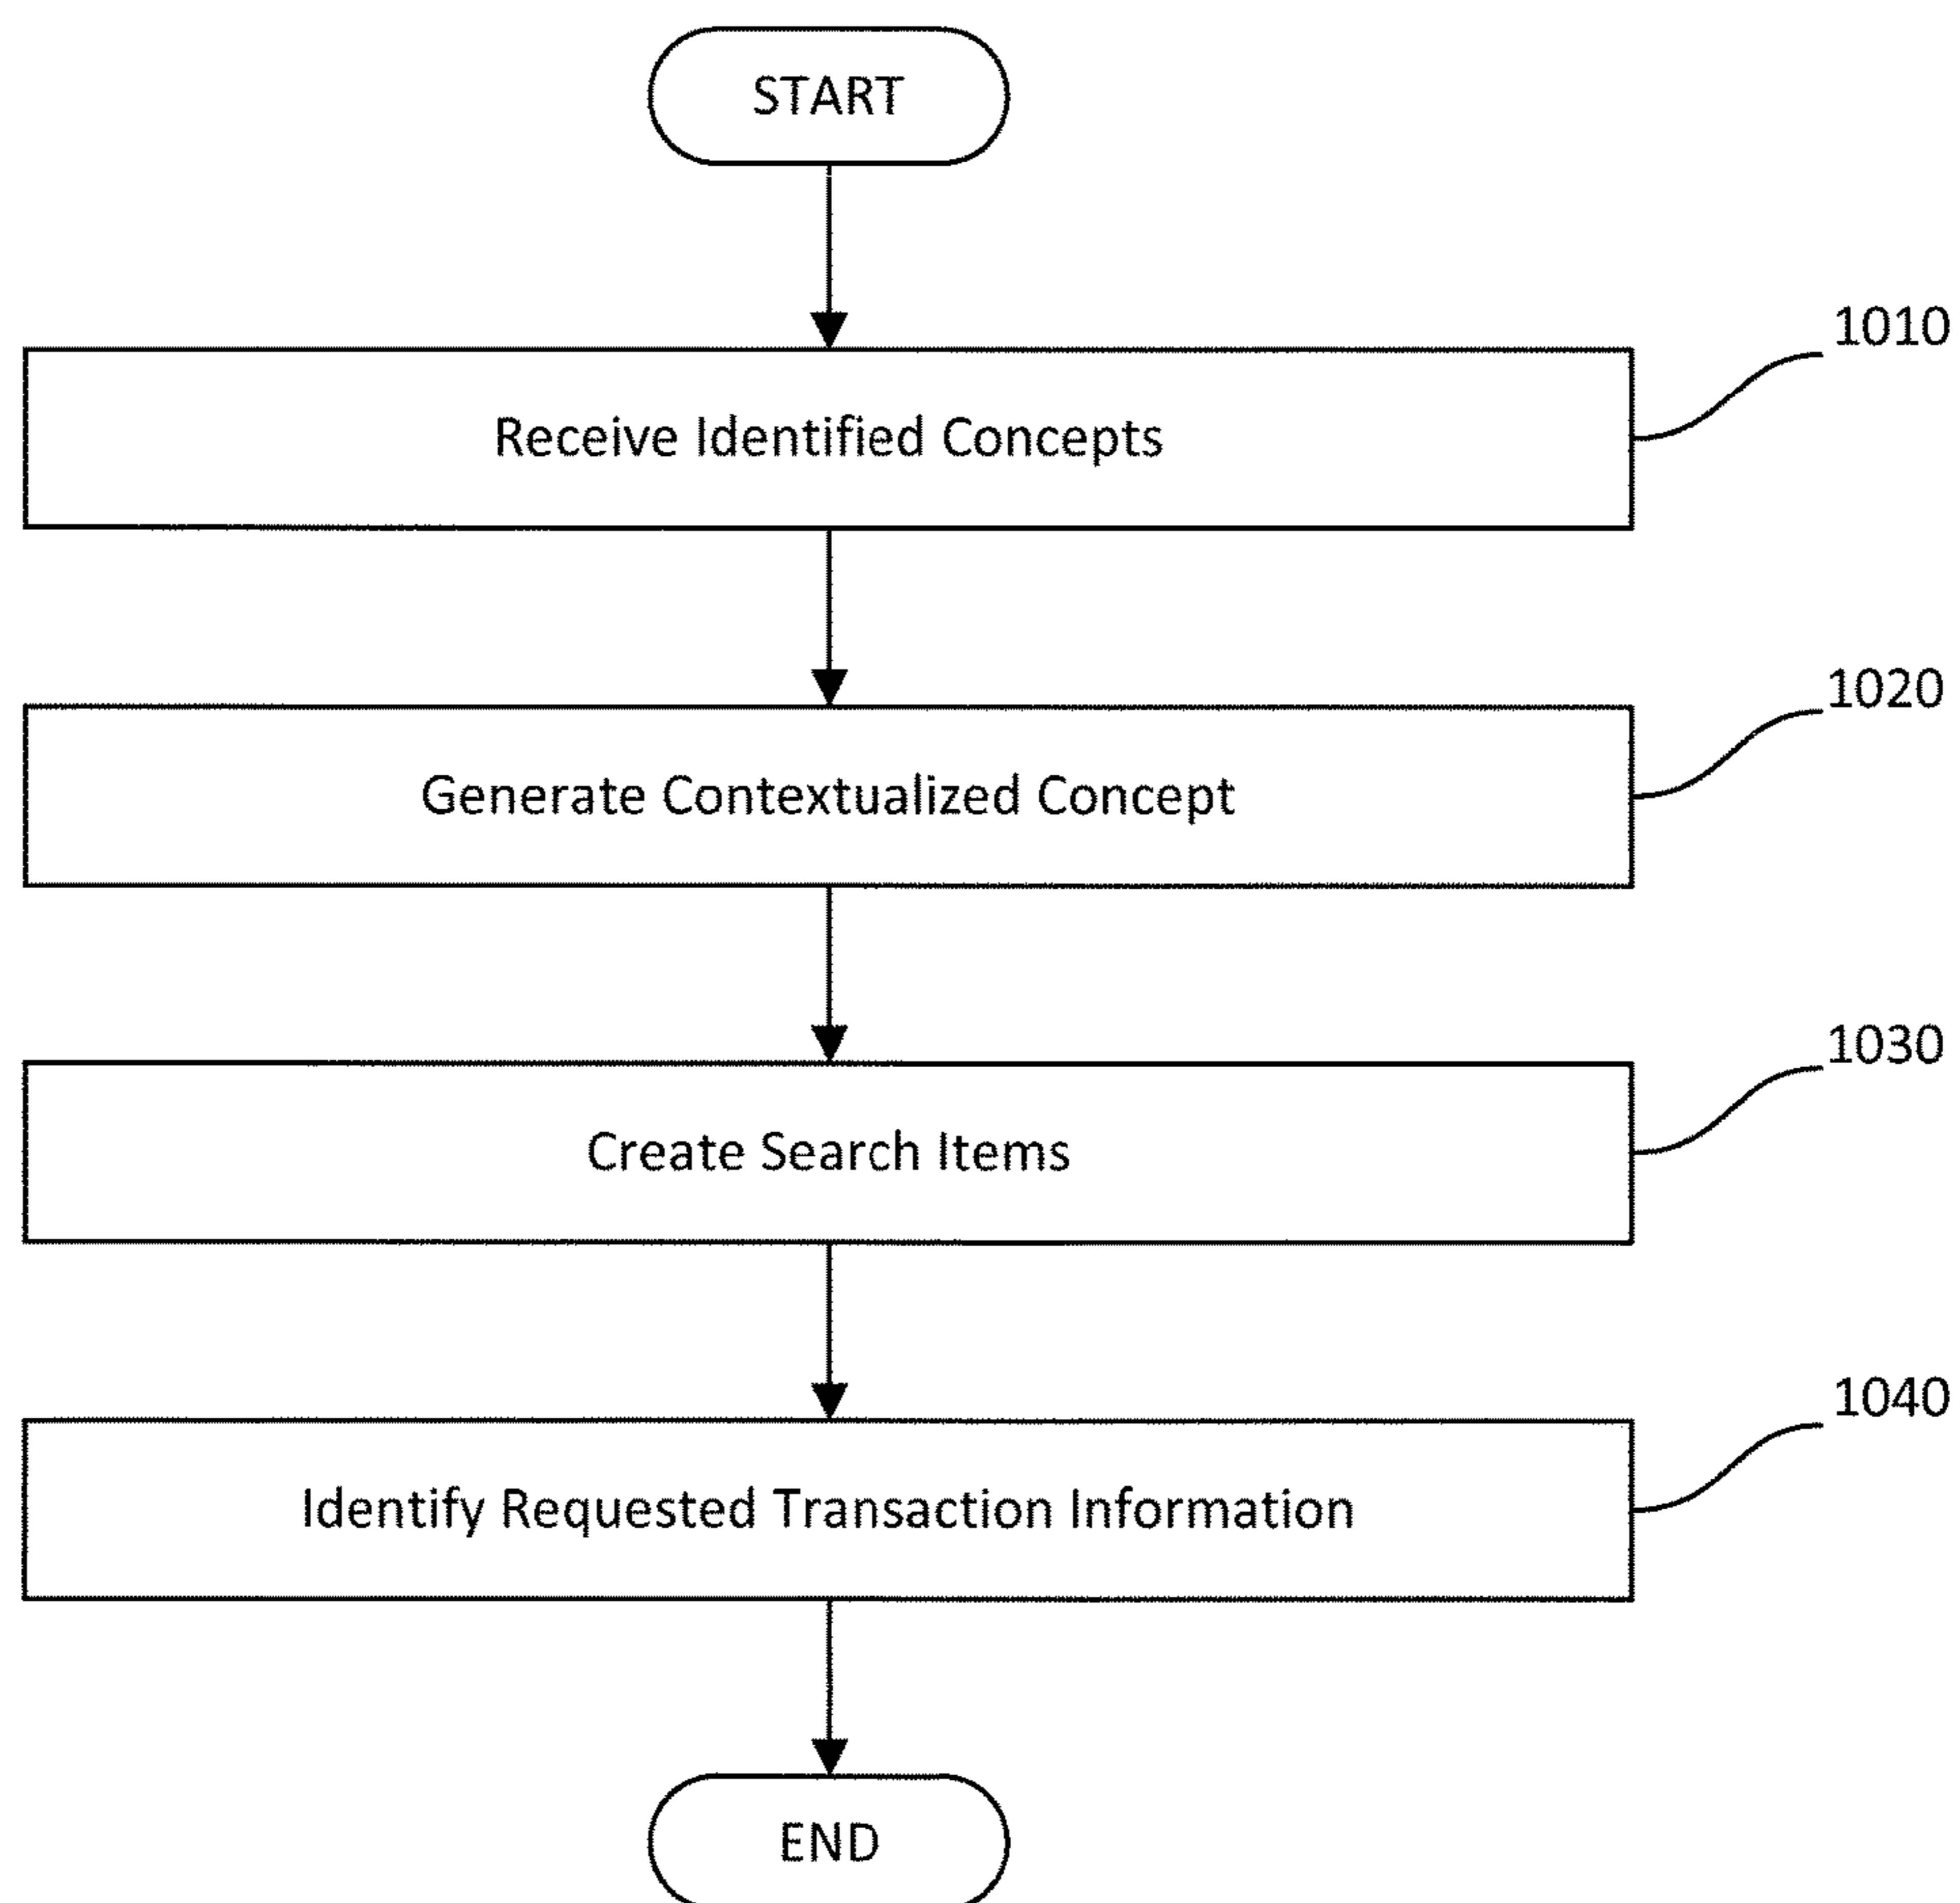 START
1010
Receive Identified Concepts
1020
Generate Contextualized Concept
1030
Create Search Items
1040
Identify Requested Transaction Information
END